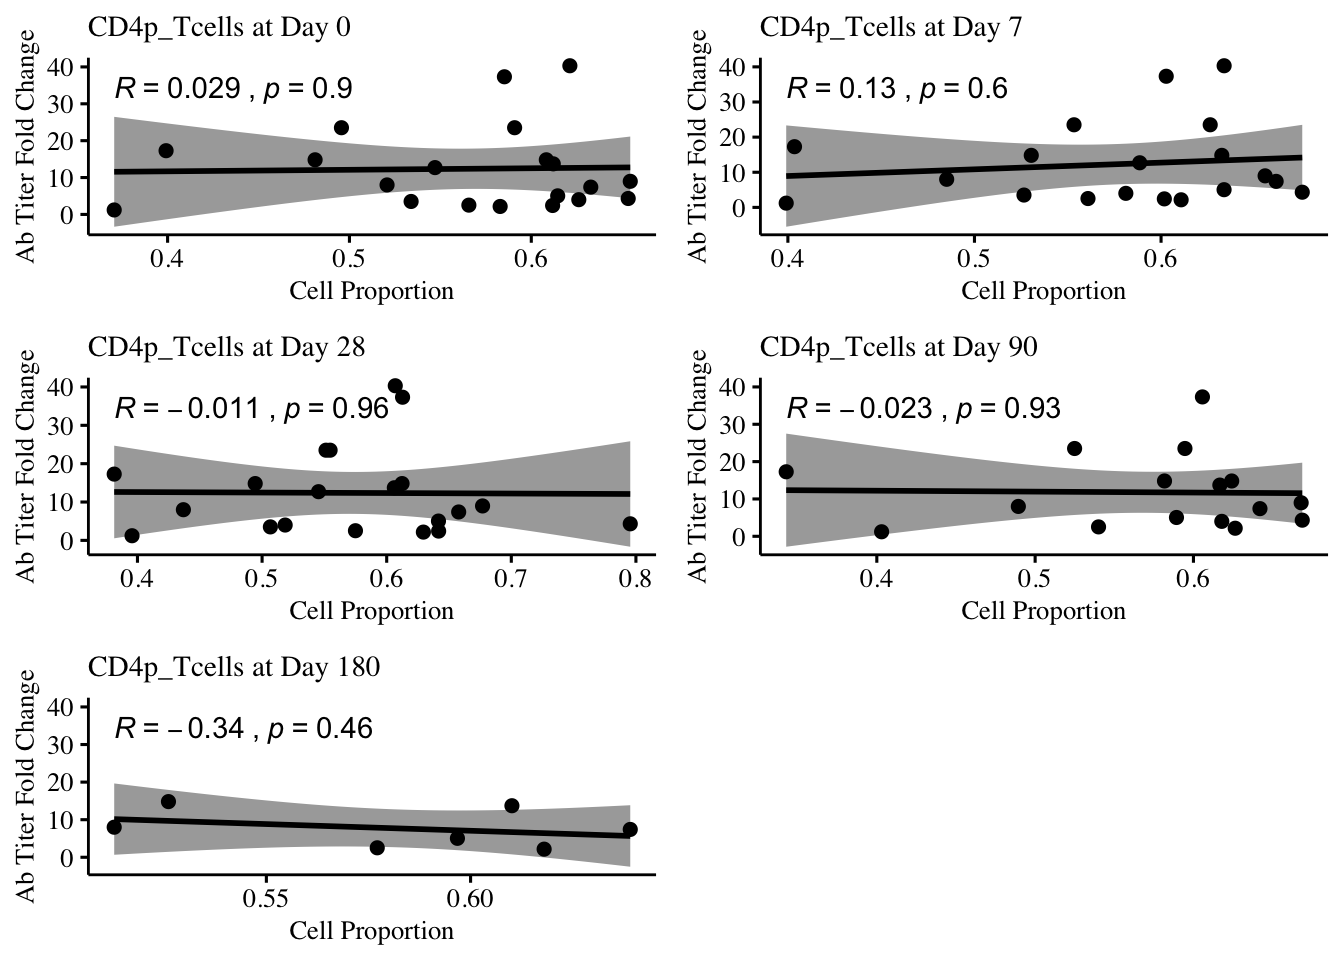 CD4p_Tcells at Day 0
Ab Titer Fold Change
40
30
20
10
0
R = 0.029 , p = 0.9
0.4 0.5 0.6
Cell Proportion
CD4p_Tcells at Day 7
Ab Titer Fold Change
40
30
20
10
0
R = 0.13 , p = 0.6
0.4 0.5 0.6
Cell Proportion
CD4p_Tcells at Day 28
Ab Titer Fold Change
40
30
20
10
0
R = −0.011 , p = 0.96
0.4 0.5 0.6 0.7 0.8
Cell Proportion
CD4p_Tcells at Day 90
Ab Titer Fold Change
40
30
20
10
0
R = −0.023 , p = 0.93
0.4 0.5 0.6
Cell Proportion
CD4p_Tcells at Day 180
Ab Titer Fold Change
40
30
20
10
0
R = −0.34 , p = 0.46
0.55 0.60
Cell Proportion